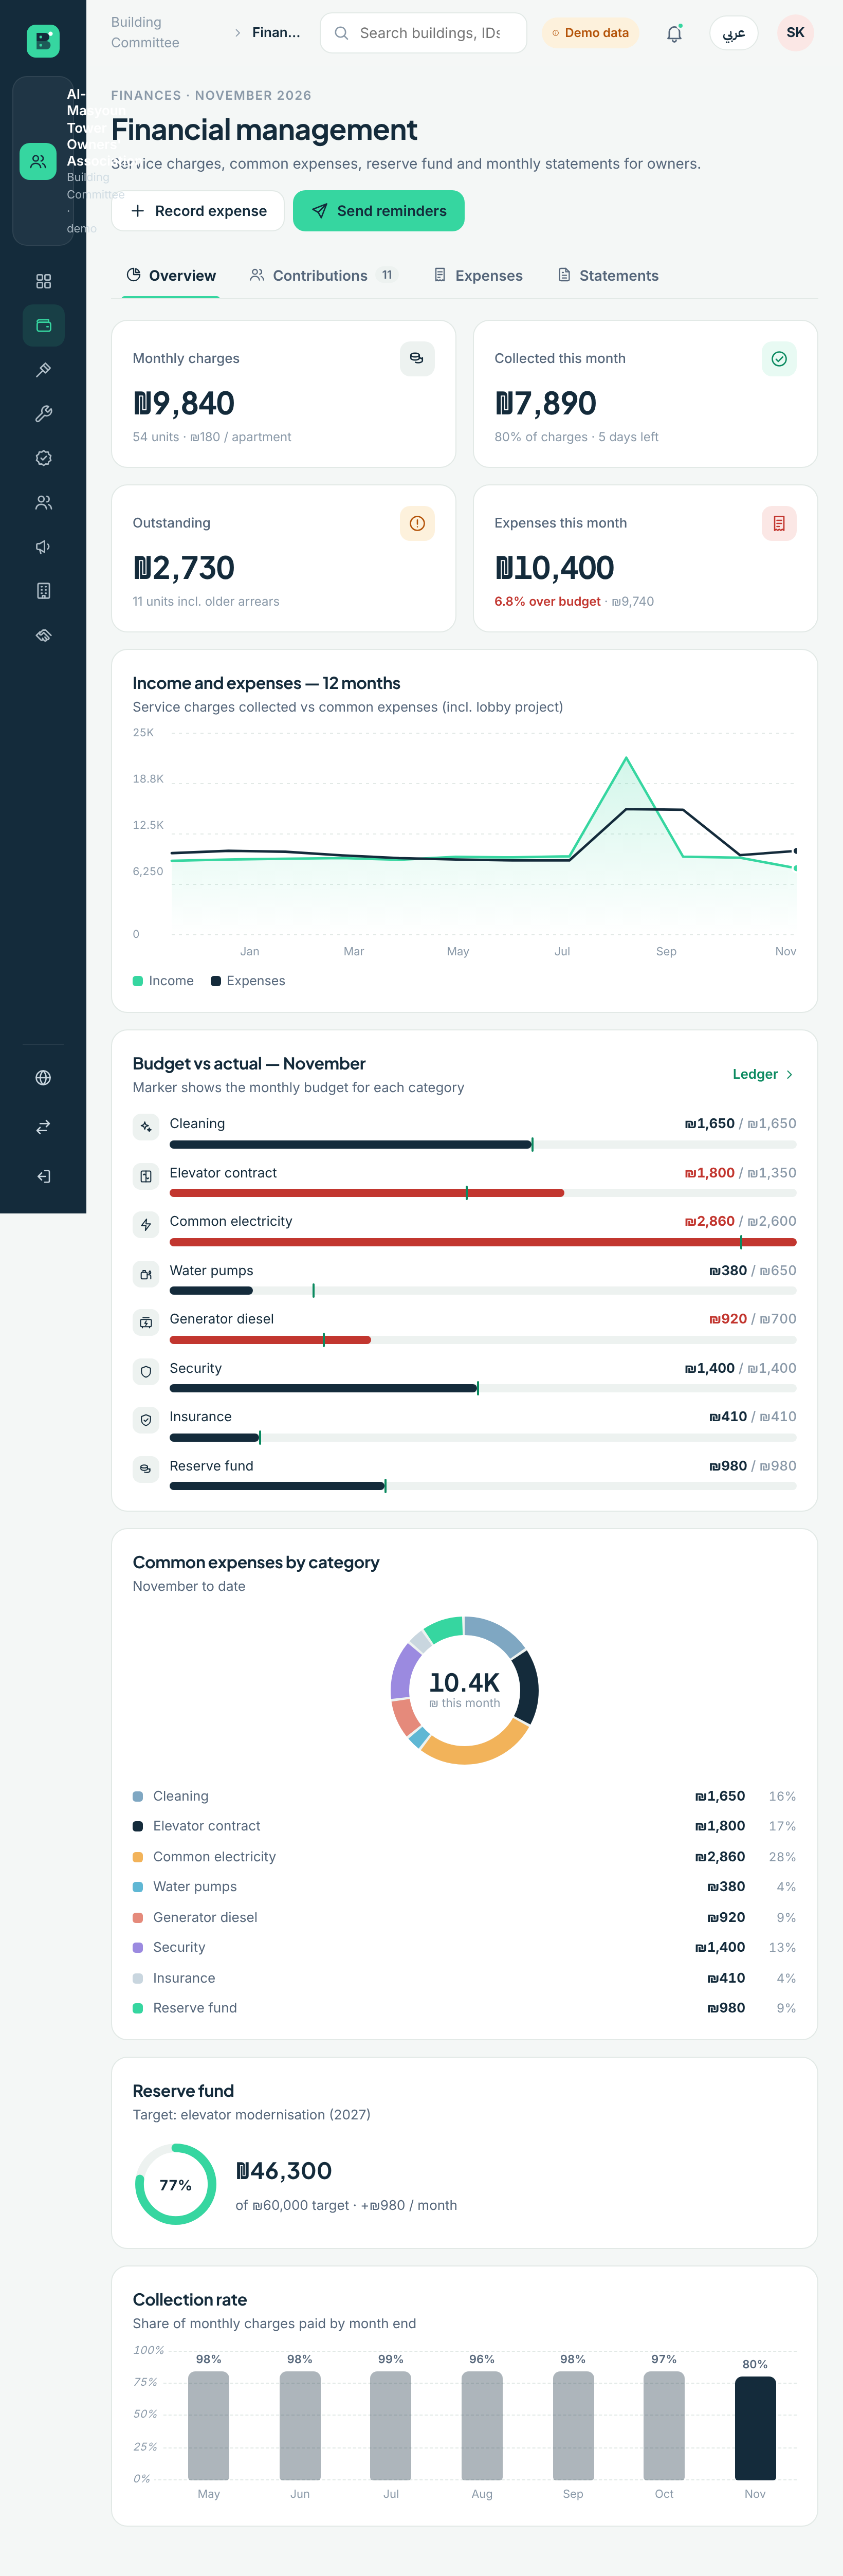 Building
Committee
Finan...
Search buildings, IDs
Demo data
عربي
SK
Al-
Masyoun
Tower
Owners
Association
Building
Committee
·
demo
FINANCES · NOVEMBER 2026
Financial management
Service charges, common expenses, reserve fund and monthly statements for owners.
Record expense
Send reminders
Overview
Contributions 11
Expenses
Statements
Monthly charges
₪9,840
54 units · ₪180 / apartment
Collected this month
₪7,890
80% of charges · 5 days left
Outstanding
₪2,730
11 units incl. older arrears
Expenses this month
₪10,400
6.8% over budget · ₪9,740
Income and expenses — 12 months
Service charges collected vs common expenses (incl. lobby project)
25K
18.8K
12.5K
6,250
0
Jan Mar May Jul Sep Nov
Income Expenses
Budget vs actual — November
Marker shows the monthly budget for each category
Ledger
Cleaning ₪1,650 / ₪1,650
Elevator contract ₪1,800 / ₪1,350
Common electricity ₪2,860 / ₪2,600
Water pumps ₪380 / ₪650
Generator diesel ₪920 / ₪700
Security ₪1,400 / ₪1,400
Insurance ₪410 / ₪410
Reserve fund ₪980 / ₪980
Common expenses by category
November to date
10.4K
₪ this month
Cleaning ₪1,650 16%
Elevator contract ₪1,800 17%
Common electricity ₪2,860 28%
Water pumps ₪380 4%
Generator diesel ₪920 9%
Security ₪1,400 13%
Insurance ₪410 4%
Reserve fund ₪980 9%
Reserve fund
Target: elevator modernisation (2027)
77%
₪46,300
of ₪60,000 target · +₪980 / month
Collection rate
Share of monthly charges paid by month end
100%
75%
50%
25%
0%
98% 98% 99% 96% 98% 97% 80%
May Jun Jul Aug Sep Oct Nov